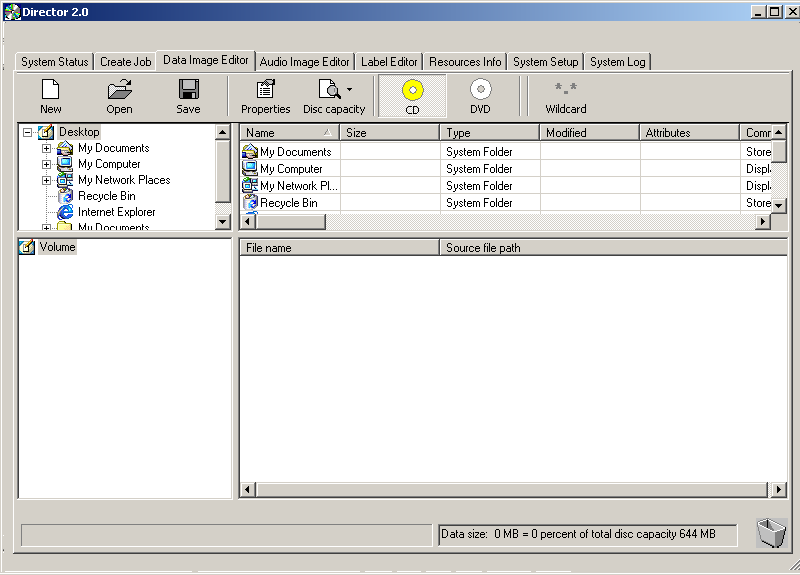 Director 2.0
System Status Create Job Data Image Editor Audio Image Editor Label Editor Resources Info System Setup System Log
New Open Save Properties Disc capacity CD DVD *.* Wildcard
Desktop
My Documents
My Computer
My Network Places
Recycle Bin
Internet Explorer
My Documents
Name Size Type Modified Attributes Comm
My Documents System Folder Store
My Computer System Folder Displ
My Network Pl... System Folder Displ
Recycle Bin System Folder Store
Volume
File name Source file path
Data size: 0 MB = 0 percent of total disc capacity 644 MB